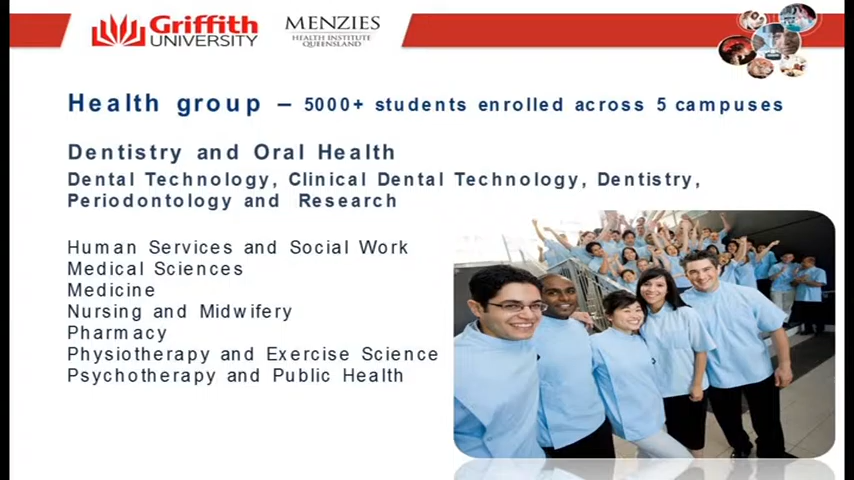 Griffith
UNIVERSITY
MENZIES
HEALTH INSTITUTE
QUEENSLAND
Health group – 5000+ students enrolled across 5 campuses
Dentistry and Oral Health
Dental Technology, Clinical Dental Technology, Dentistry,
Periodontology and Research
Human Services and Social Work
Medical Sciences
Medicine
Nursing and Midwifery
Pharmacy
Physiotherapy and Exercise Science
Psychotherapy and Public Health